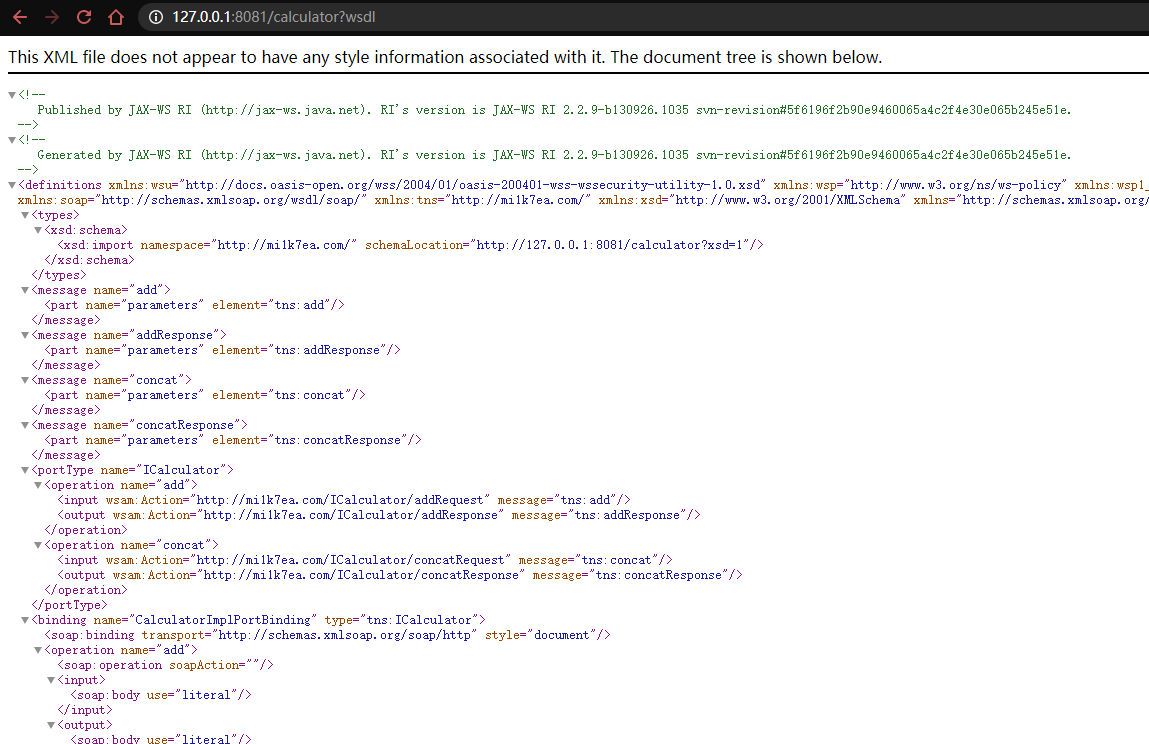 127.0.0.1:8081/calculator?wsdl
This XML file does not appear to have any style information associated with it. The document tree is shown below.
▼<!--
Published by JAX-WS RI (http://jax-ws.java.net). RI's version is JAX-WS RI 2.2.9-b130926.1035 svn-revision#5f6196f2b90e9460065a4c2f4e30e065b245e51e.
-->
▼<!--
Generated by JAX-WS RI (http://jax-ws.java.net). RI's version is JAX-WS RI 2.2.9-b130926.1035 svn-revision#5f6196f2b90e9460065a4c2f4e30e065b245e51e.
-->
▼<definitions xmlns:wsu="http://docs.oasis-open.org/wss/2004/01/oasis-200401-wss-wssecurity-utility-1.0.xsd" xmlns:wsp="http://www.w3.org/ns/ws-policy" xmlns:wsp1_
xmlns:soap="http://schemas.xmlsoap.org/wsdl/soap/" xmlns:tns="http://mi1k7ea.com/" xmlns:xsd="http://www.w3.org/2001/XMLSchema" xmlns="http://schemas.xmlsoap.org/
▼<types>
▼<xsd:schema>
<xsd:import namespace="http://mi1k7ea.com/" schemaLocation="http://127.0.0.1:8081/calculator?xsd=1"/>
</xsd:schema>
</types>
▼<message name="add">
<part name="parameters" element="tns:add"/>
</message>
▼<message name="addResponse">
<part name="parameters" element="tns:addResponse"/>
</message>
▼<message name="concat">
<part name="parameters" element="tns:concat"/>
</message>
▼<message name="concatResponse">
<part name="parameters" element="tns:concatResponse"/>
</message>
▼<portType name="ICalculator">
▼<operation name="add">
<input wsam:Action="http://mi1k7ea.com/ICalculator/addRequest" message="tns:add"/>
<output wsam:Action="http://mi1k7ea.com/ICalculator/addResponse" message="tns:addResponse"/>
</operation>
▼<operation name="concat">
<input wsam:Action="http://mi1k7ea.com/ICalculator/concatRequest" message="tns:concat"/>
<output wsam:Action="http://mi1k7ea.com/ICalculator/concatResponse" message="tns:concatResponse"/>
</operation>
</portType>
▼<binding name="CalculatorImplPortBinding" type="tns:ICalculator">
<soap:binding transport="http://schemas.xmlsoap.org/soap/http" style="document"/>
▼<operation name="add">
<soap:operation soapAction=""/>
▼<input>
<soap:body use="literal"/>
</input>
▼<output>
<soap:body use="literal"/>